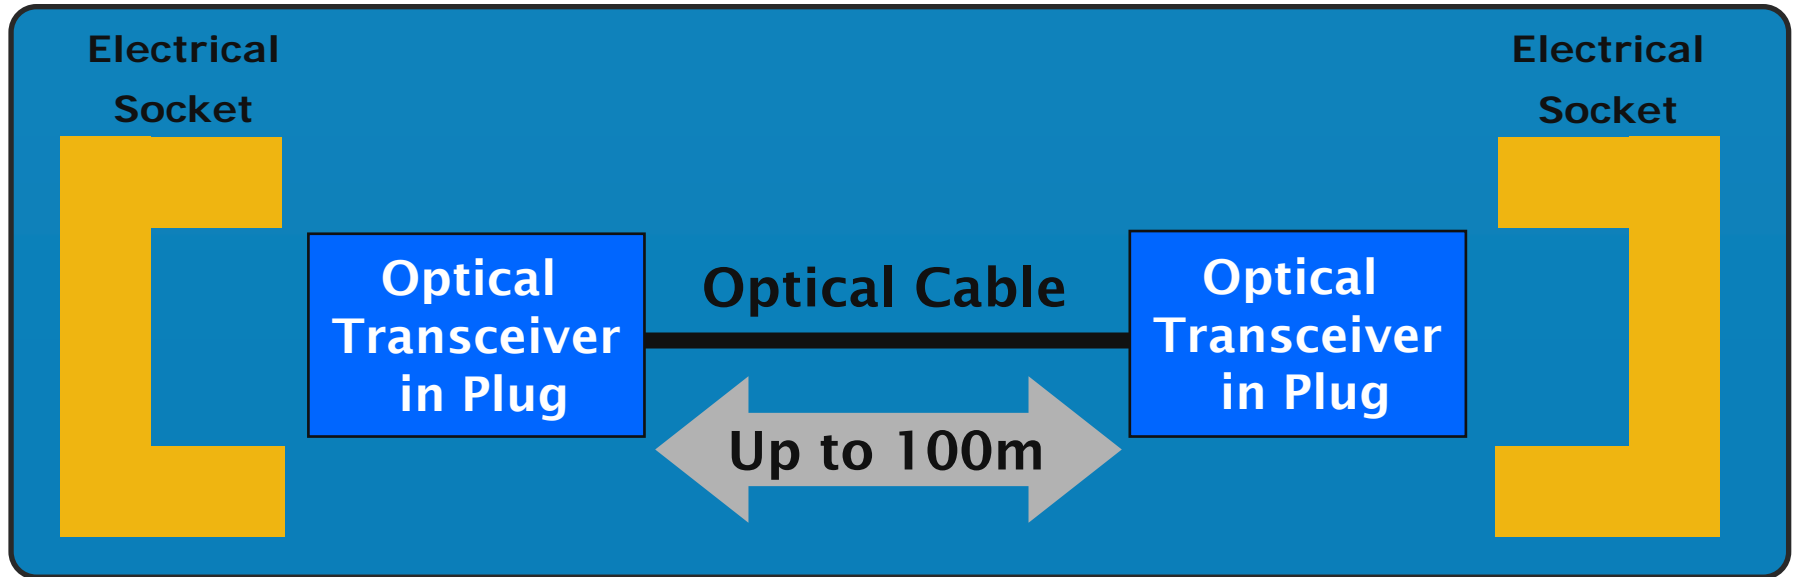 Electrical
Socket
Electrical
Socket
Optical
Transceiver
in Plug
Optical Cable
Up to 100m
Optical
Transceiver
in Plug